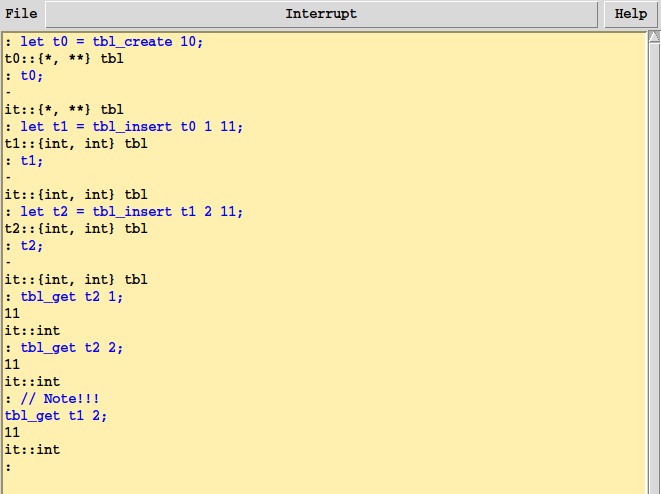 File Interrupt Help
: let t0 = tbl_create 10;
t0::{*, **} tbl
: t0;
-
it::{*, **} tbl
: let t1 = tbl_insert t0 1 11;
t1::{int, int} tbl
: t1;
-
it::{int, int} tbl
: let t2 = tbl_insert t1 2 11;
t2::{int, int} tbl
: t2;
-
it::{int, int} tbl
: tbl_get t2 1;
11
it::int
: tbl_get t2 2;
11
it::int
: // Note!!!
tbl_get t1 2;
11
it::int
: